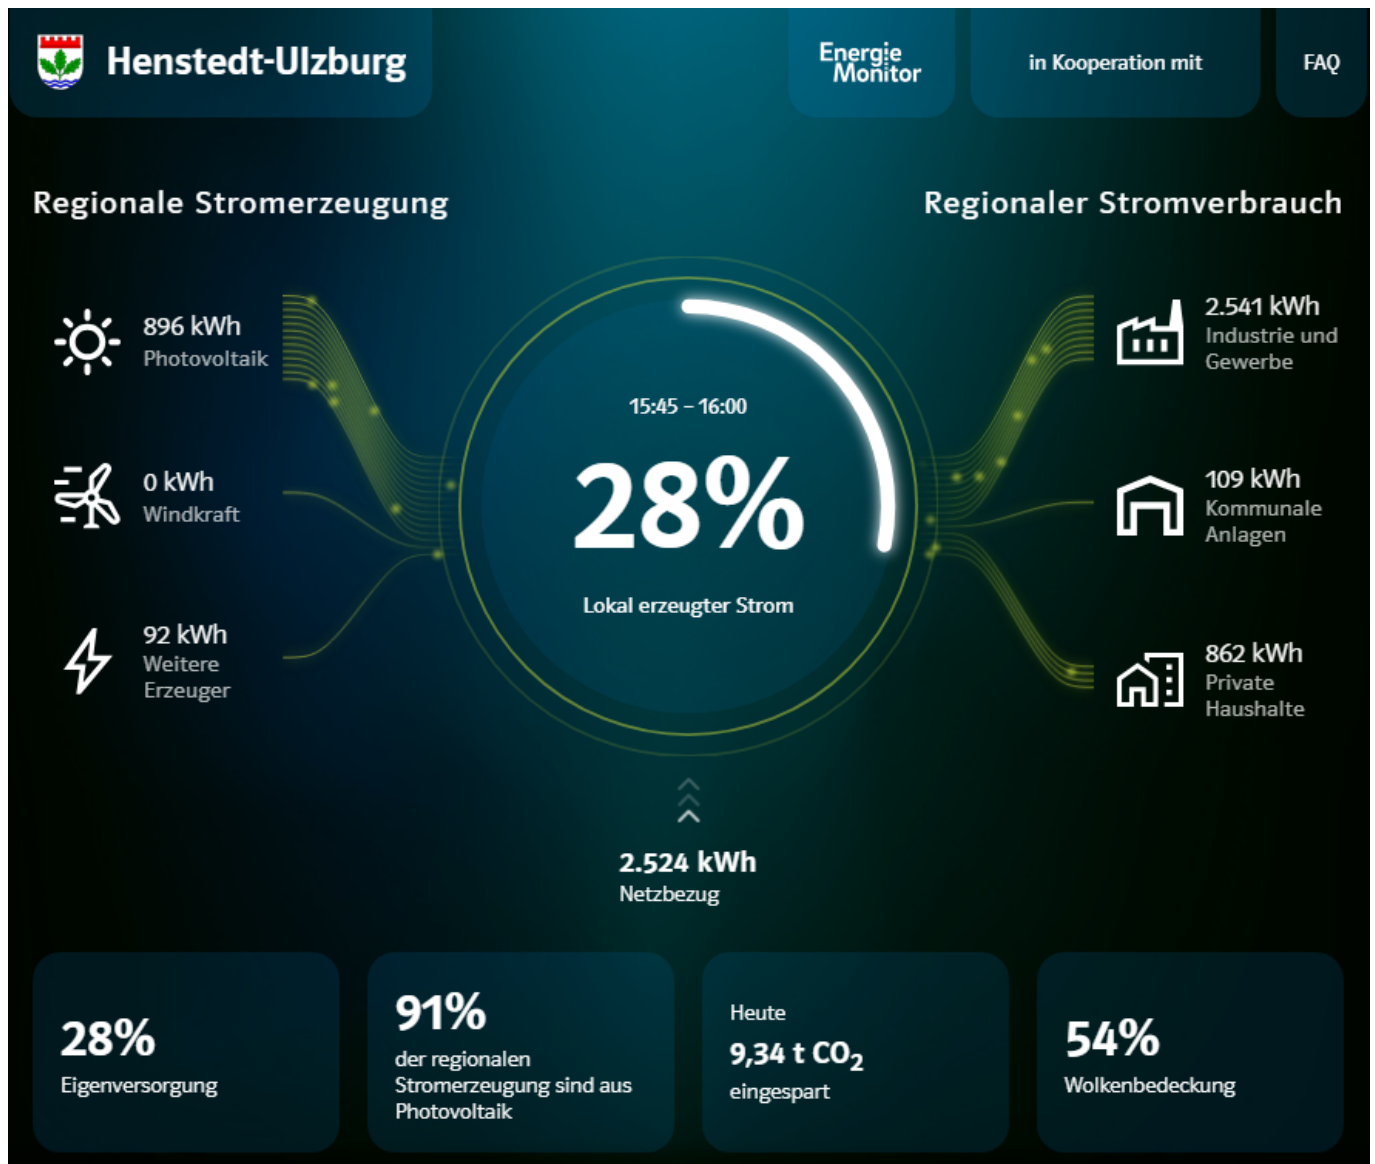 Henstedt-Ulzburg
Energie
Monitor
in Kooperation mit
FAQ
Regionale Stromerzeugung
Regionaler Stromverbrauch
896 kWh
Photovoltaik
0 kWh
Windkraft
92 kWh
Weitere
Erzeuger
15:45 – 16:00
28%
Lokal erzeugter Strom
2.541 kWh
Industrie und
Gewerbe
109 kWh
Kommunale
Anlagen
862 kWh
Private
Haushalte
2.524 kWh
Netzbezug
28%
Eigenversorgung
91%
der regionalen
Stromerzeugung sind aus
Photovoltaik
Heute
9,34 t CO₂
eingespart
54%
Wolkenbedeckung